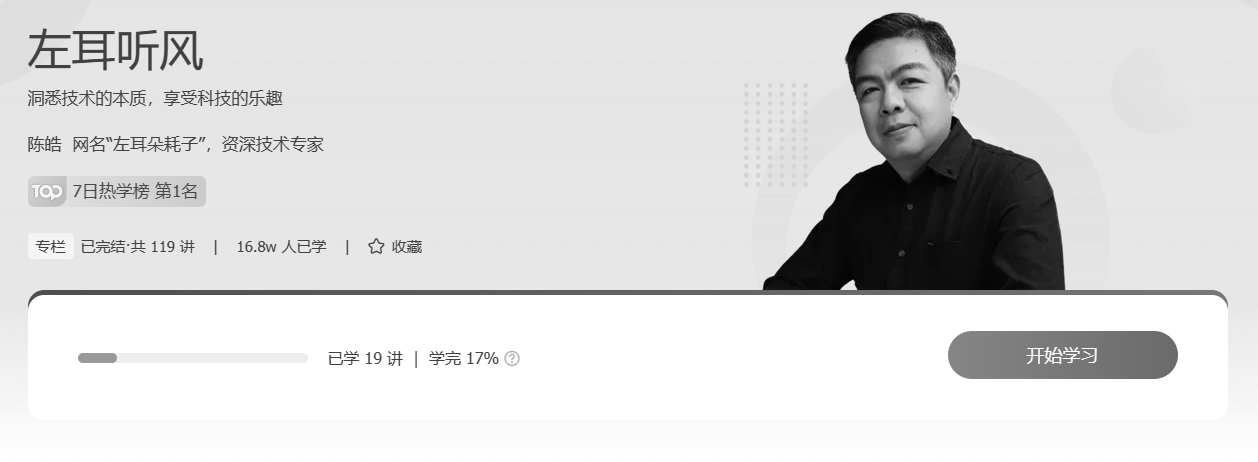 左耳听风
洞悉技术的本质，享受科技的乐趣
陈皓 网名“左耳朵耗子”，资深技术专家
TOP 7日热学榜 第1名
专栏 已完结·共 119 讲 | 16.8w 人已学 | 收藏
已学 19 讲 | 学完 17% ?
开始学习